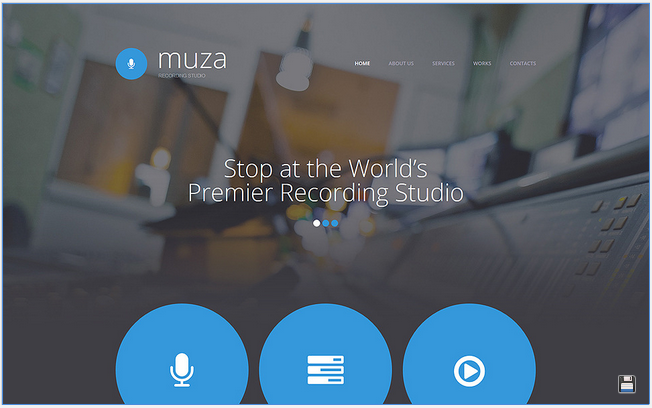 muza
RECORDING STUDIO
HOME ABOUT US SERVICES WORKS CONTACTS
Stop at the World's
Premier Recording Studio